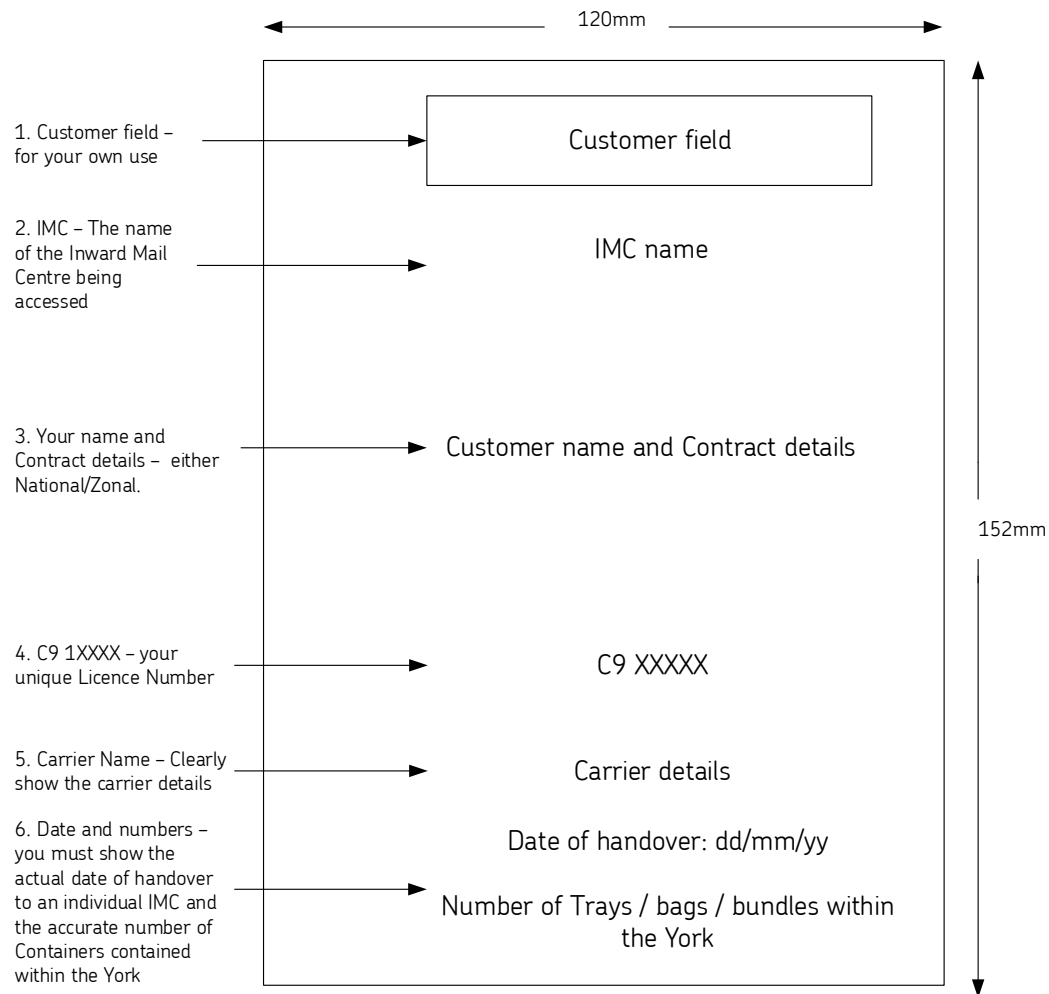 120mm
1. Customer field –
for your own use
Customer field
2. IMC – The name
of the Inward Mail
Centre being
accessed
IMC name
3. Your name and
Contract details –  either
National/Zonal.
Customer name and Contract details
152mm
4. C9 1XXXX – your
unique Licence Number
C9 XXXXX
5. Carrier Name – Clearly
show the carrier details
Carrier details
6. Date and numbers –
you must show the
actual date of handover
to an individual IMC and
the accurate number of
Containers contained
within the York
Date of handover: dd/mm/yy
Number of Trays / bags / bundles within
the York